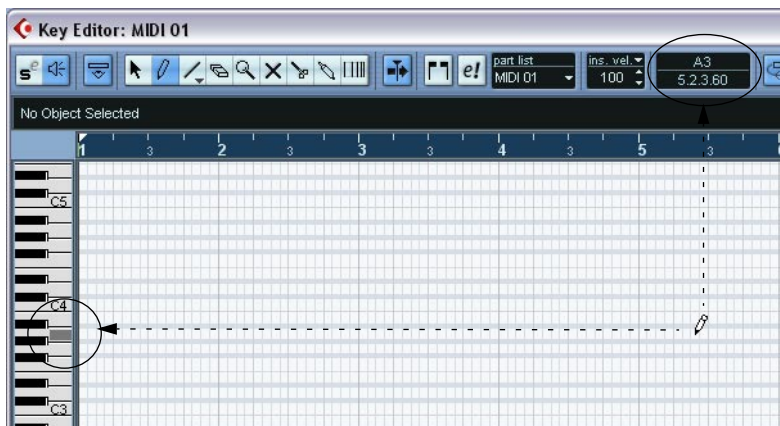 Key Editor: MIDI 01
part list
MIDI 01
ins. vel.
100
A3
5.2.3.60
No Object Selected
1 3 2 3 3 3 4 3 5 3
C5
C4
C3